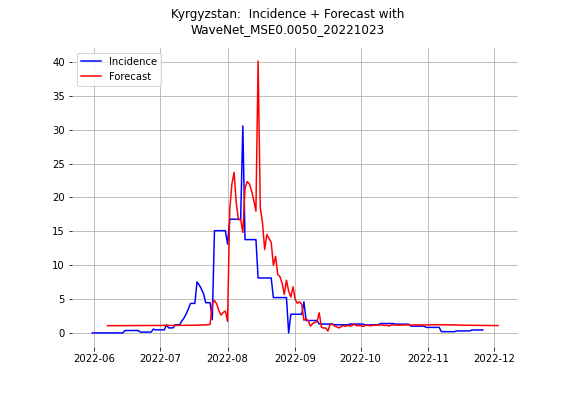 Kyrgyzstan:  Incidence + Forecast with
WaveNet_MSE0.0050_20221023
Incidence
Forecast
40
35
30
25
20
15
10
5
0
2022-06 2022-07 2022-08 2022-09 2022-10 2022-11 2022-12